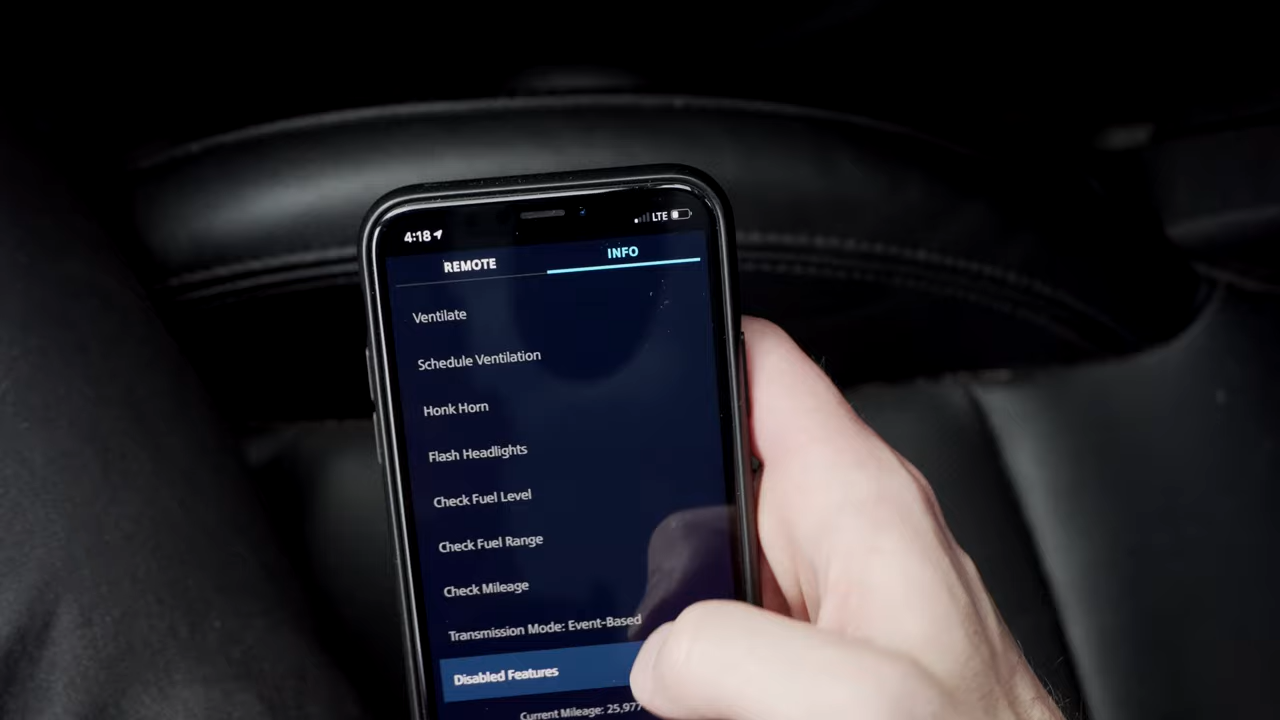 4:18
LTE
REMOTE
INFO
Ventilate
Schedule Ventilation
Honk Horn
Flash Headlights
Check Fuel Level
Check Fuel Range
Check Mileage
Transmission Mode: Event-Based
Disabled Features
Current Mileage: 25,977